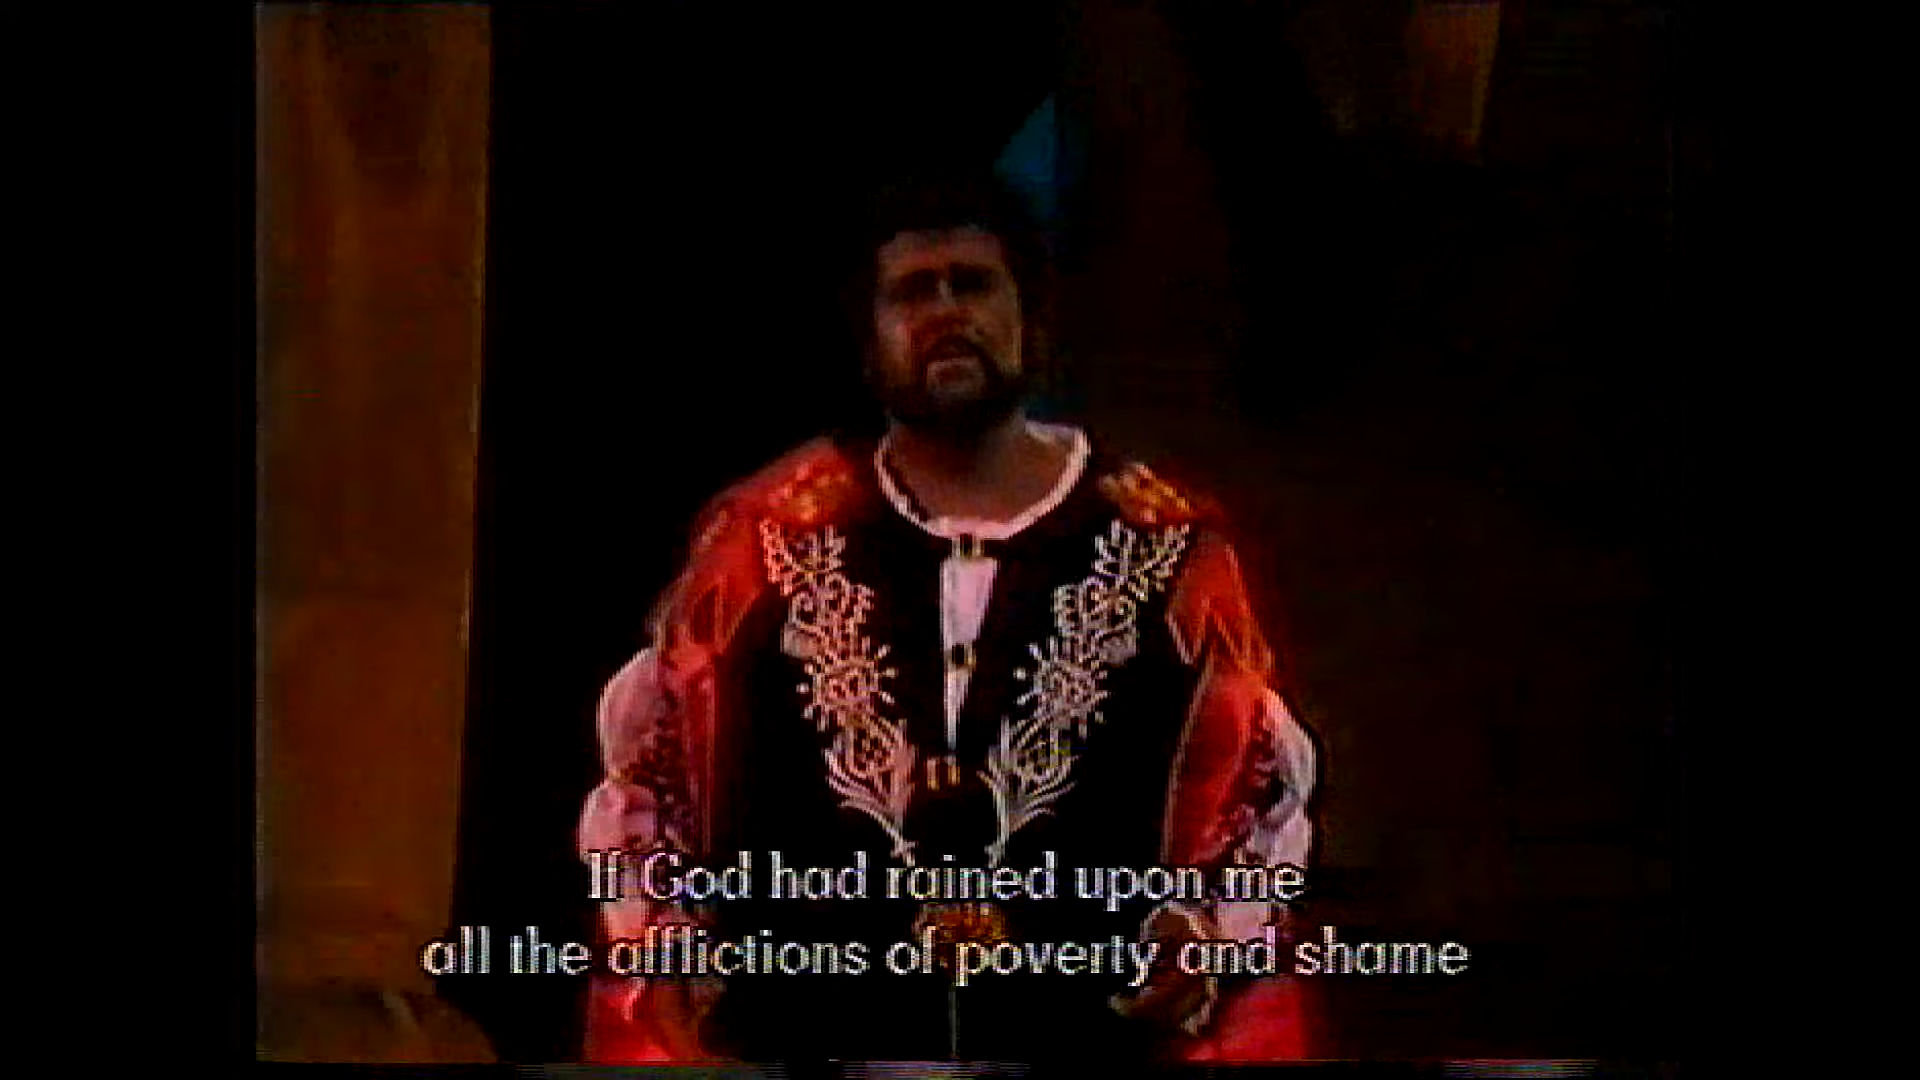 If God had rained upon me
all the afflictions of poverty and shame